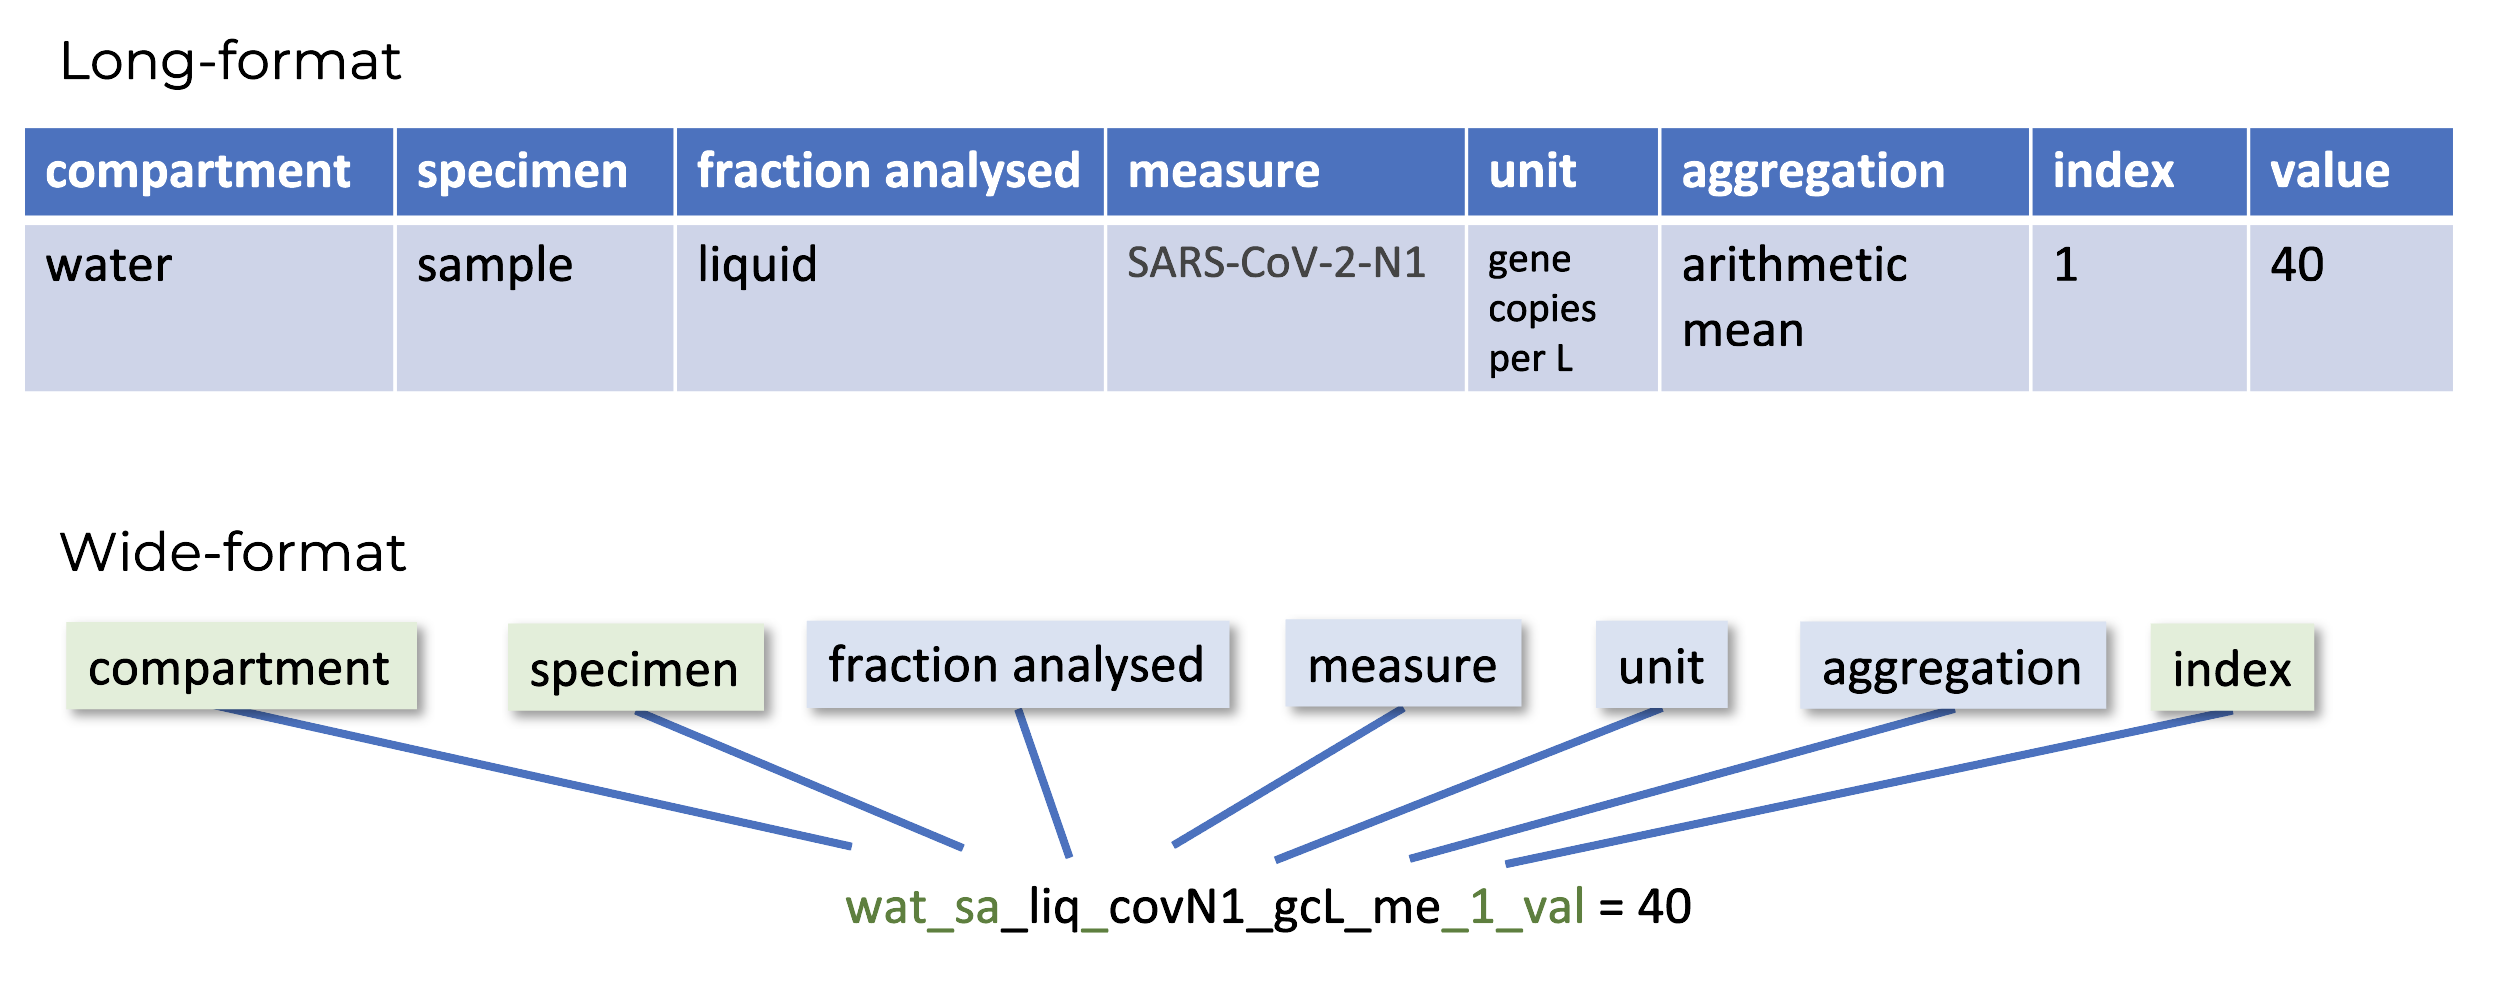 Long-format
compartment specimen fraction analysed measure unit aggregation index value
water sample liquid SARS-CoV-2-N1 gene copies per L arithmetic mean 1 40
Wide-format
compartment specimen fraction analysed measure unit aggregation index
wat_sa_liq_covN1_gcL_me_1_val = 40